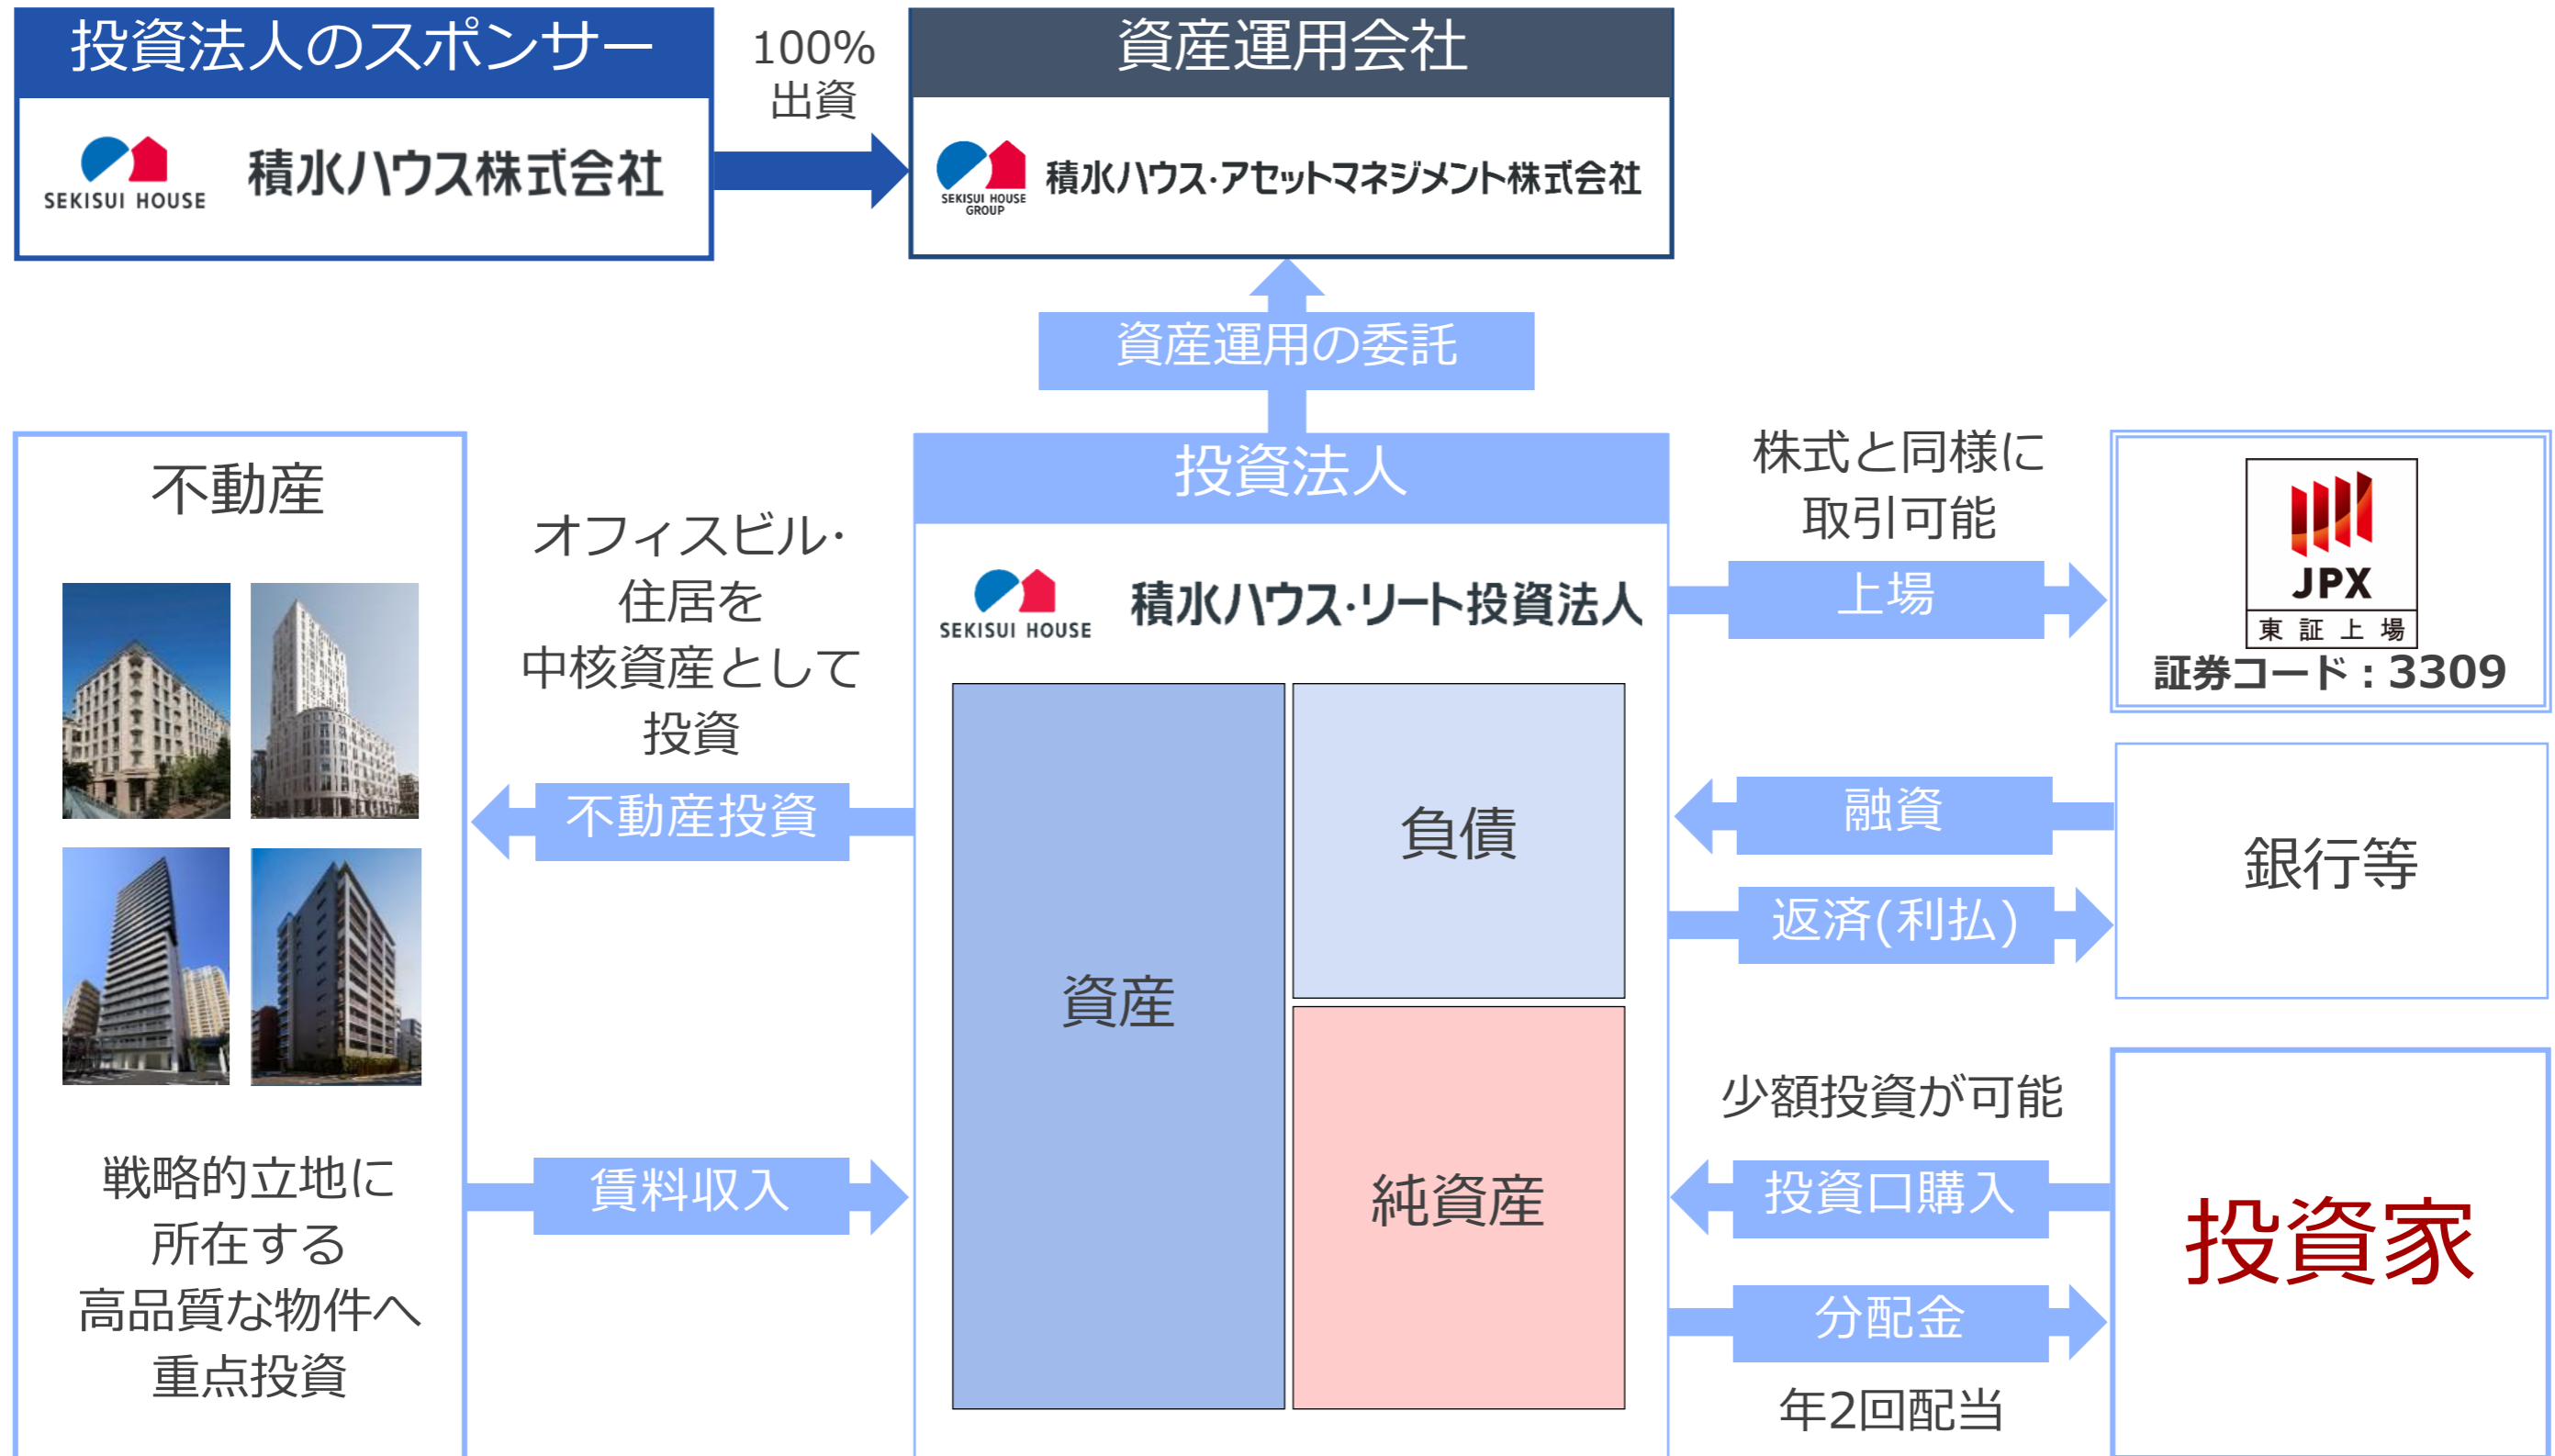 投資法人のスポンサー
SEKISUI HOUSE
積水ハウス株式会社
100%
出資
資産運用会社
SEKISUI HOUSE
GROUP
積水ハウス・アセットマネジメント株式会社
資産運用の委託
不動産
戦略的立地に
所在する
高品質な物件へ
重点投資
オフィスビル・
住居を
中核資産として
投資
不動産投資
賃料収入
投資法人
SEKISUI HOUSE
積水ハウス・リート投資法人
資産
負債
純資産
株式と同様に
取引可能
上場
JPX
東証上場
証券コード：3309
融資
返済(利払)
銀行等
少額投資が可能
投資口購入
分配金
年2回配当
投資家